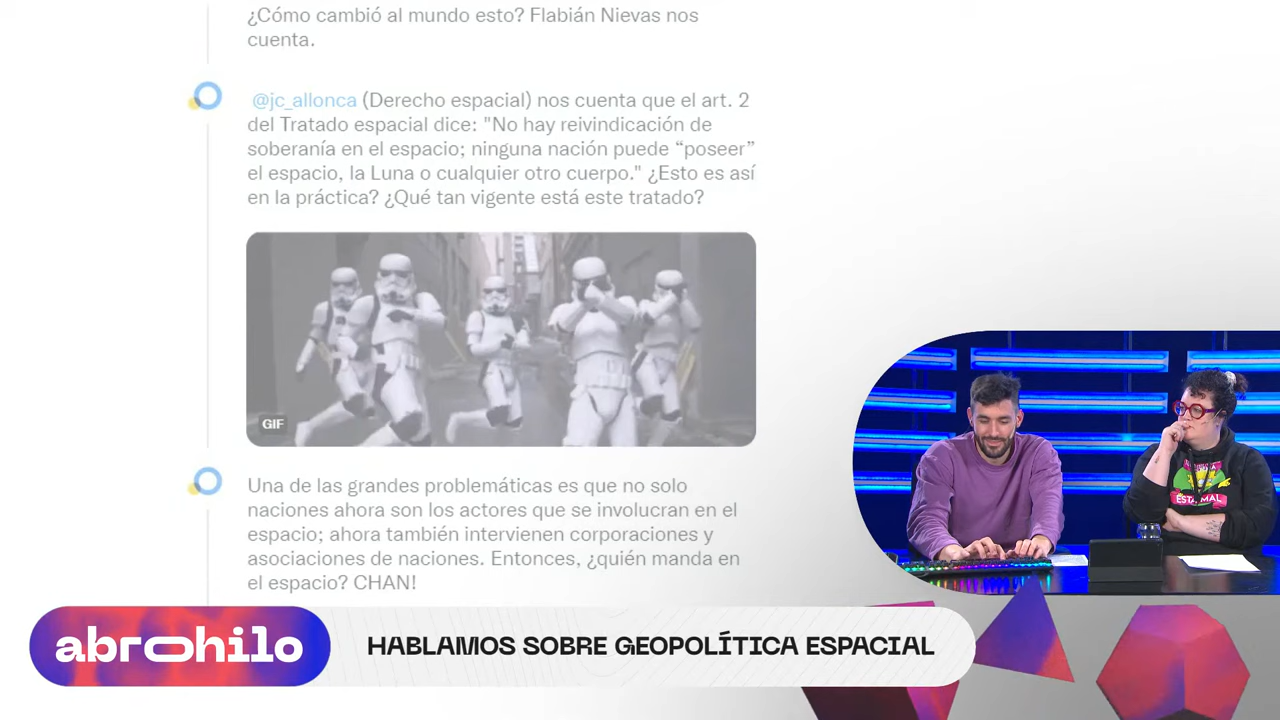 ¿Cómo cambió al mundo esto? Flabián Nievas nos
cuenta.
@jc_allonca (Derecho espacial) nos cuenta que el art. 2
del Tratado espacial dice: "No hay reivindicación de
soberanía en el espacio; ninguna nación puede “poseer”
el espacio, la Luna o cualquier otro cuerpo." ¿Esto es así
en la práctica? ¿Qué tan vigente está este tratado?
GIF
Una de las grandes problemáticas es que no solo
naciones ahora son los actores que se involucran en el
espacio; ahora también intervienen corporaciones y
asociaciones de naciones. Entonces, ¿quién manda en
el espacio? CHAN!
ESTA MAL
abrohilo
HABLAMOS SOBRE GEOPOLÍTICA ESPACIAL